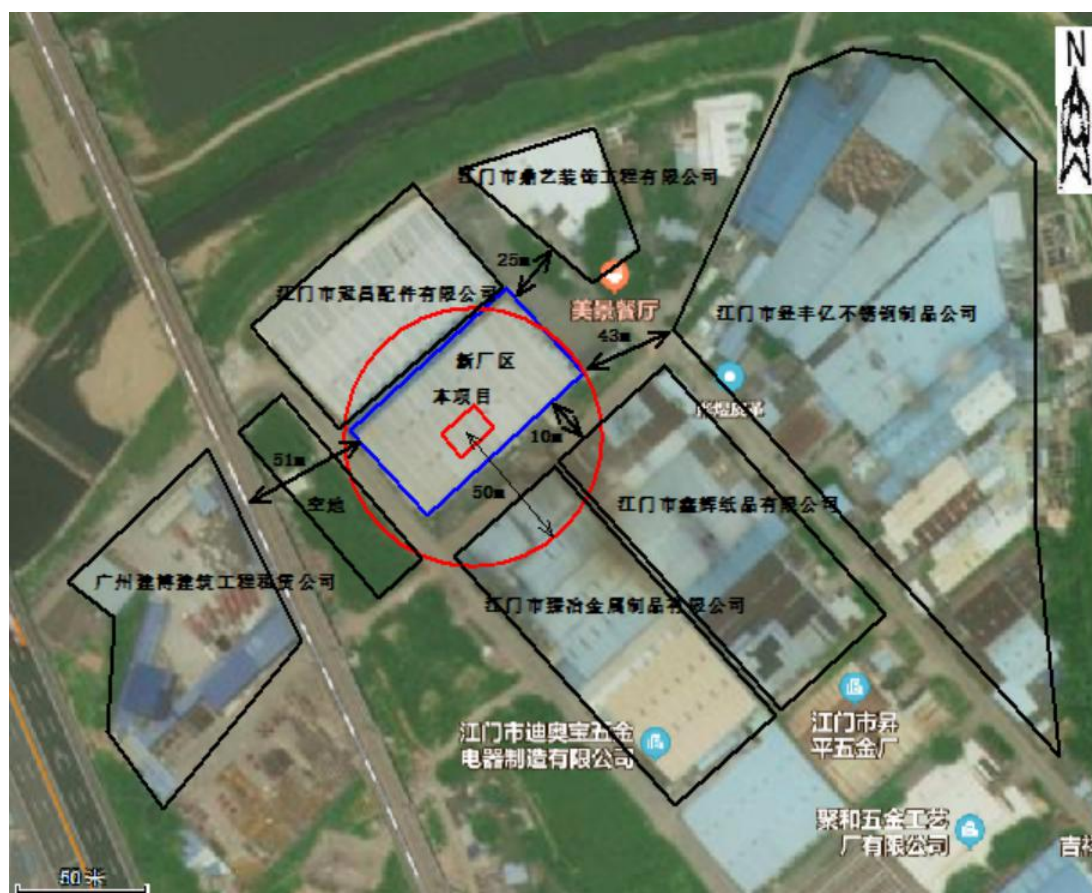 N
江门市鼎艺装饰工程有限公司
25m
江门市冠昌配件有限公司
美景餐厅
43m
江门市圣丰亿不锈钢制品公司
新厂区
本项目
10m
51m
50m
空地
江门市鑫辉纸品有限公司
广州建博建筑工程租赁公司
江门市臻冶金属制品有限公司
江门市迪奥宝五金
电器制造有限公司
江门市昇
平五金厂
聚和五金工艺
厂有限公司
50米